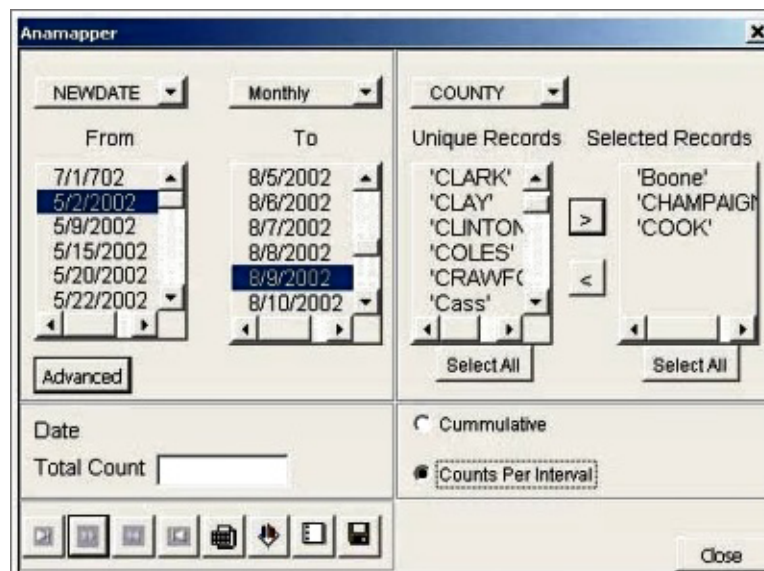 Anamapper
NEWDATE
Monthly
From
To
7/1/702
5/2/2002
5/9/2002
5/15/2002
5/20/2002
5/22/2002
8/5/2002
8/6/2002
8/7/2002
8/8/2002
8/9/2002
8/10/2002
Advanced
COUNTY
Unique Records
Selected Records
'CLARK'
'CLAY'
'CLINTON
'COLES'
'CRAWF(
'Cass'
>
<
'Boone'
'CHAMPAIGN
'COOK'
Select All
Select All
Date
Total Count
Cummulative
Counts Per Interval
Close